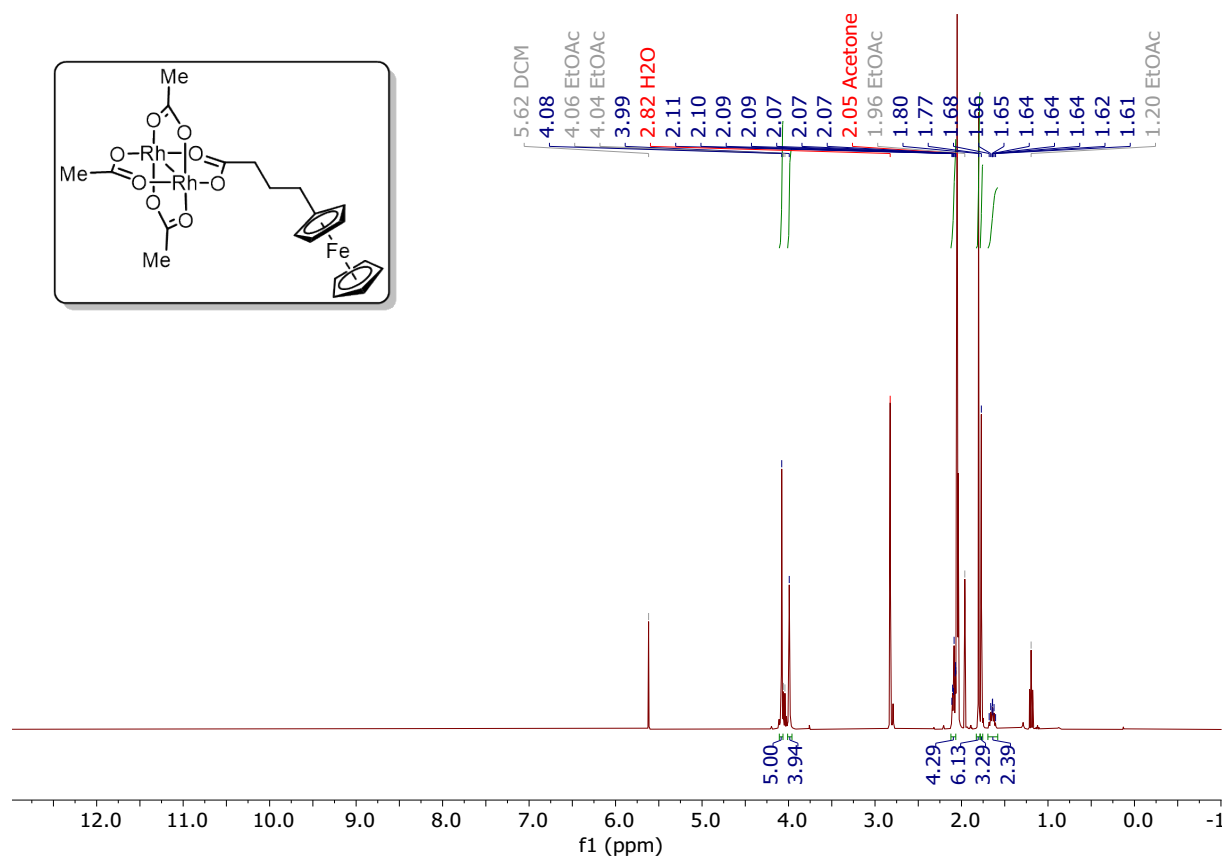 5.62 DCM
4.08
4.06 EtOAc
4.04 EtOAc
3.99
2.82 H2O
2.11
2.10
2.09
2.09
2.07
2.07
2.07
2.05 Acetone
1.96 EtOAc
1.80
1.77
1.68
1.66
1.65
1.64
1.64
1.64
1.62
1.61
1.20 EtOAc
Me
O
O
O
Rh
O
Me
O
Rh
O
O
O
Me
Fe
5.00
3.94
4.29
6.13
3.29
2.39
12.0 11.0 10.0 9.0 8.0 7.0 6.0 5.0 4.0 3.0 2.0 1.0 0.0 -1
f1 (ppm)